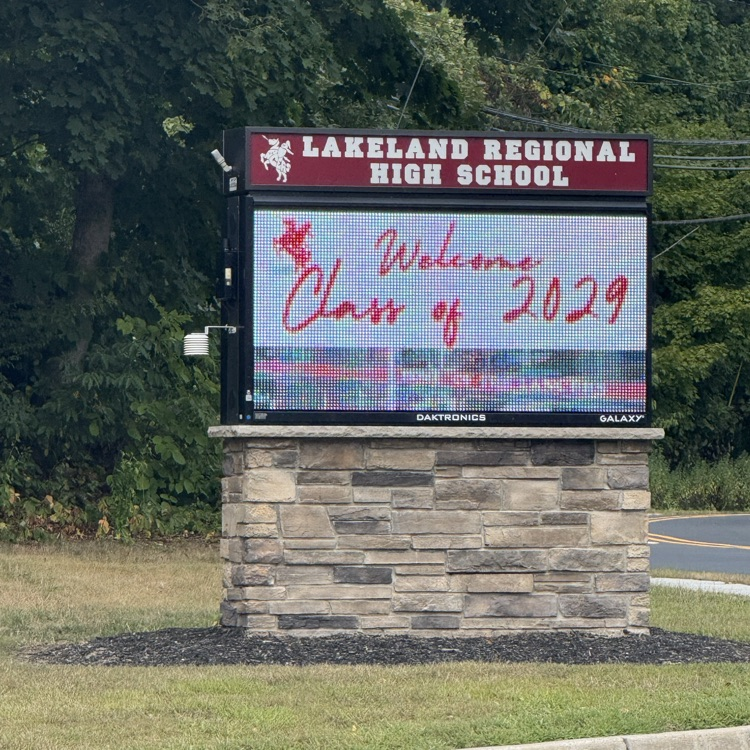 LAKELAND REGIONAL
HIGH SCHOOL
Welcome
Class of 2029
DAKTRONICS
GALAXY